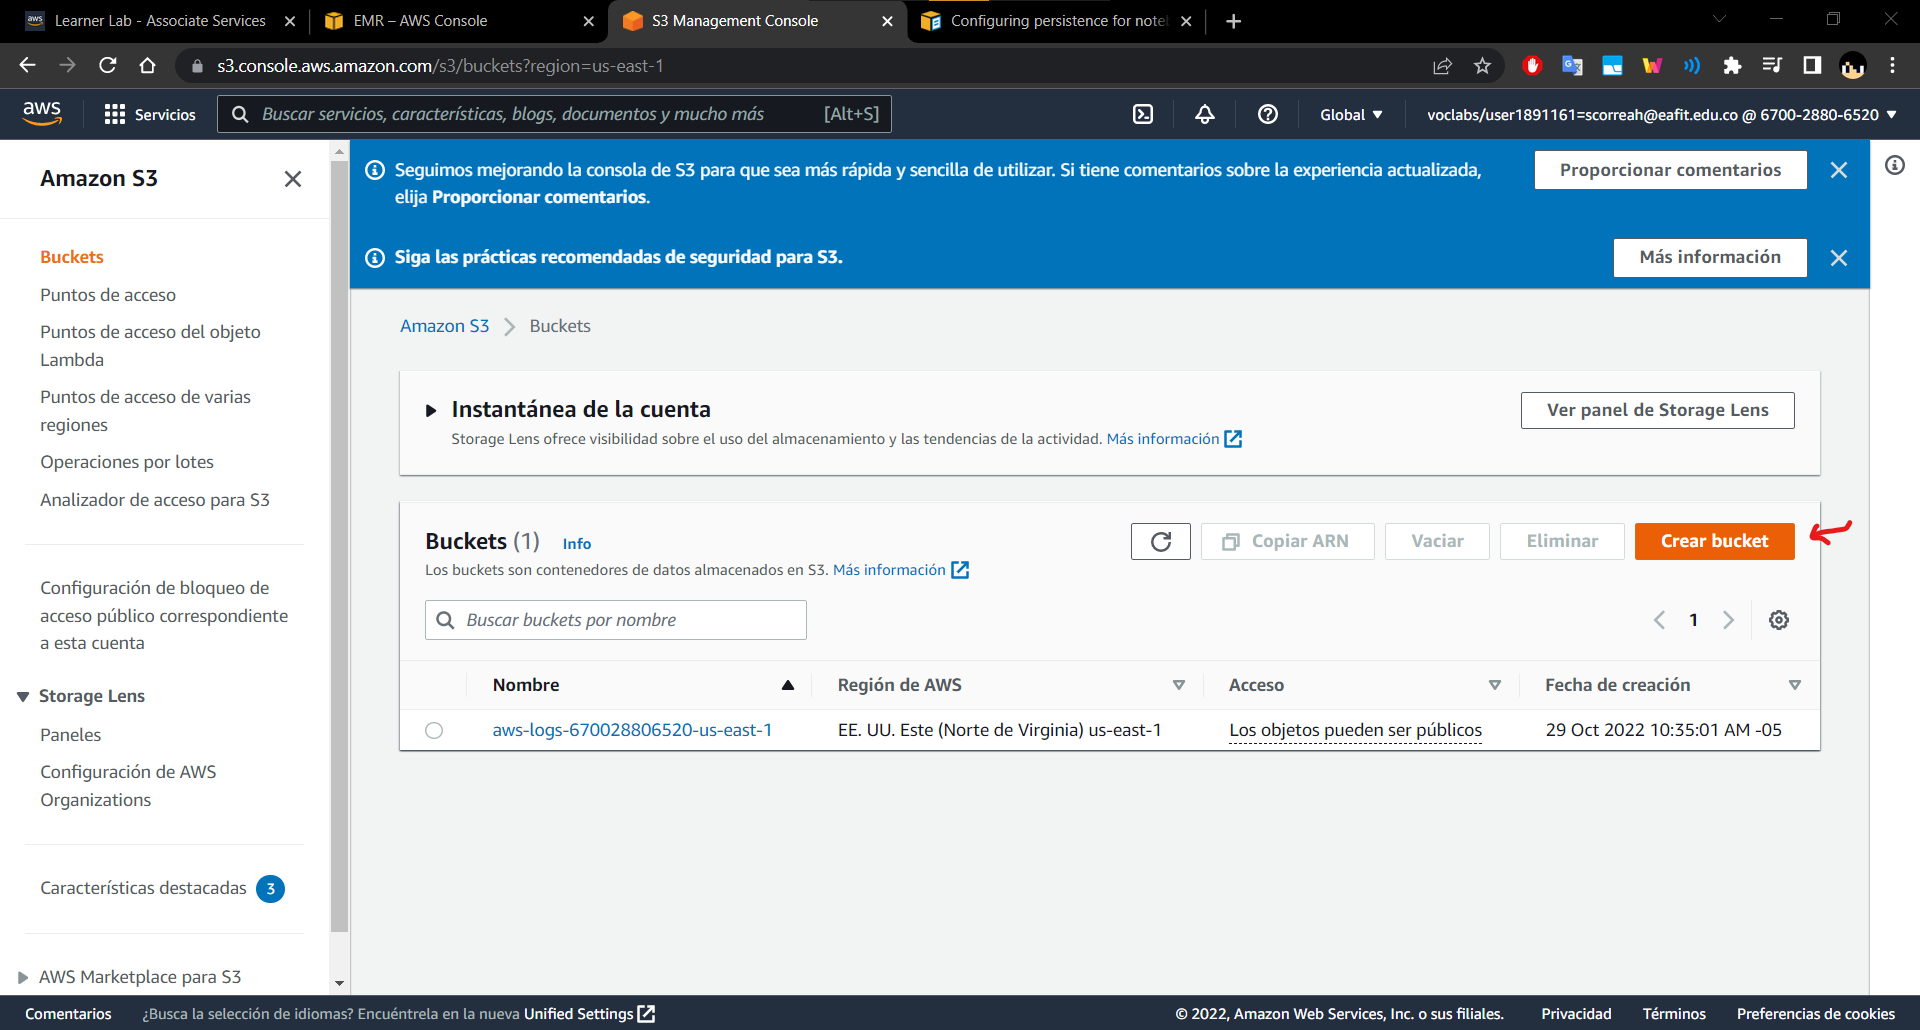 Learner Lab - Associate Services
EMR – AWS Console
S3 Management Console
Configuring persistence for note
s3.console.aws.amazon.com/s3/buckets?region=us-east-1
aws
Servicios
Buscar servicios, características, blogs, documentos y mucho más
[Alt+S]
Global
voclabs/user1891161=scorreah@eafit.edu.co @ 6700-2880-6520
Amazon S3
Buckets
Puntos de acceso
Puntos de acceso del objeto
Lambda
Puntos de acceso de varias
regiones
Operaciones por lotes
Analizador de acceso para S3
Configuración de bloqueo de
acceso público correspondiente
a esta cuenta
Storage Lens
Paneles
Configuración de AWS
Organizations
Características destacadas 3
AWS Marketplace para S3
Seguimos mejorando la consola de S3 para que sea más rápida y sencilla de utilizar. Si tiene comentarios sobre la experiencia actualizada,
elija Proporcionar comentarios.
Proporcionar comentarios
Siga las prácticas recomendadas de seguridad para S3.
Más información
Amazon S3 Buckets
Instantánea de la cuenta
Storage Lens ofrece visibilidad sobre el uso del almacenamiento y las tendencias de la actividad. Más información
Ver panel de Storage Lens
Buckets (1) Info
Los buckets son contenedores de datos almacenados en S3. Más información
Copiar ARN
Vaciar
Eliminar
Crear bucket
Buscar buckets por nombre
1
Nombre Región de AWS Acceso Fecha de creación
aws-logs-670028806520-us-east-1 EE. UU. Este (Norte de Virginia) us-east-1 Los objetos pueden ser públicos 29 Oct 2022 10:35:01 AM -05
Comentarios ¿Busca la selección de idiomas? Encuéntrela en la nueva Unified Settings © 2022, Amazon Web Services, Inc. o sus filiales. Privacidad Términos Preferencias de cookies